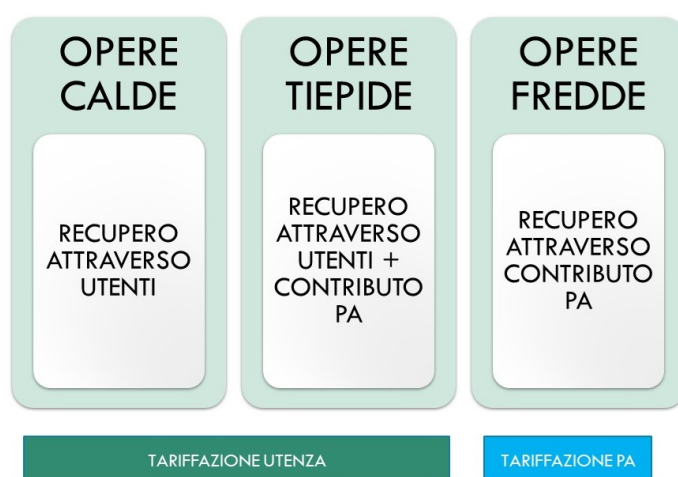 OPERE
CALDE
RECUPERO
ATTRAVERSO
UTENTI
OPERE
TIEPIDE
RECUPERO
ATTRAVERSO
UTENTI +
CONTRIBUTO
PA
OPERE
FREDDE
RECUPERO
ATTRAVERSO
CONTRIBUTO
PA
TARIFFAZIONE UTENZA
TARIFFAZIONE PA